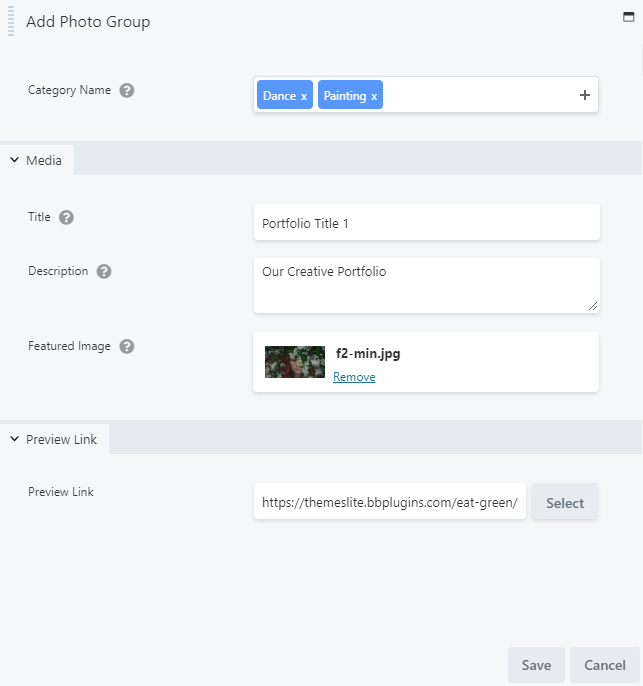 Add Photo Group
Category Name ?
Dance x Painting x +
Media
Title ?
Portfolio Title 1
Description ?
Our Creative Portfolio
Featured Image ?
f2-min.jpg
Remove
Preview Link
Preview Link
https://themeslite.bbplugins.com/eat-green/
Select
Save Cancel